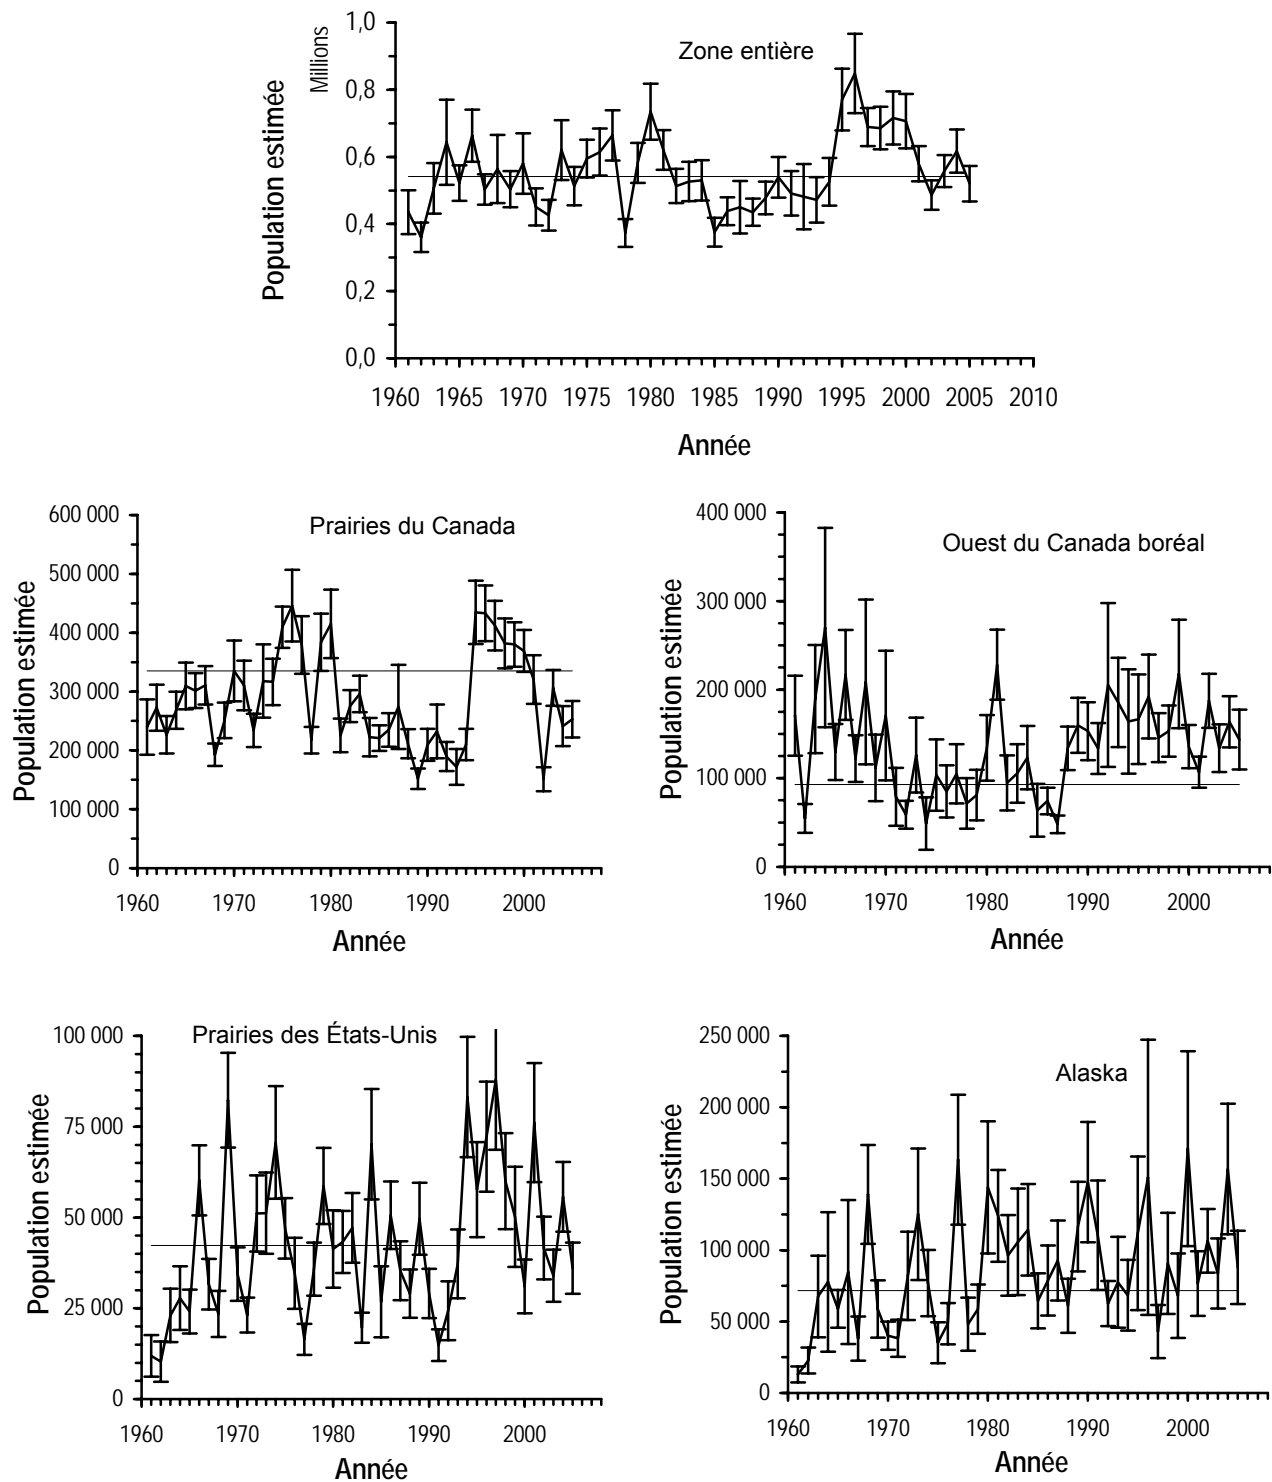 Zone entière
Population estimée
Millions
1,0
0,8
0,6
0,4
0,2
0,0
1960 1965 1970 1975 1980 1985 1990 1995 2000 2005 2010
Année
Prairies du Canada
Population estimée
600 000
500 000
400 000
300 000
200 000
100 000
0
1960 1970 1980 1990 2000
Année
Ouest du Canada boréal
Population estimée
400 000
300 000
200 000
100 000
0
1960 1970 1980 1990 2000
Année
Prairies des États-Unis
Population estimée
100 000
75 000
50 000
25 000
0
1960 1970 1980 1990 2000
Année
Alaska
Population estimée
250 000
200 000
150 000
100 000
50 000
0
1960 1970 1980 1990 2000
Année